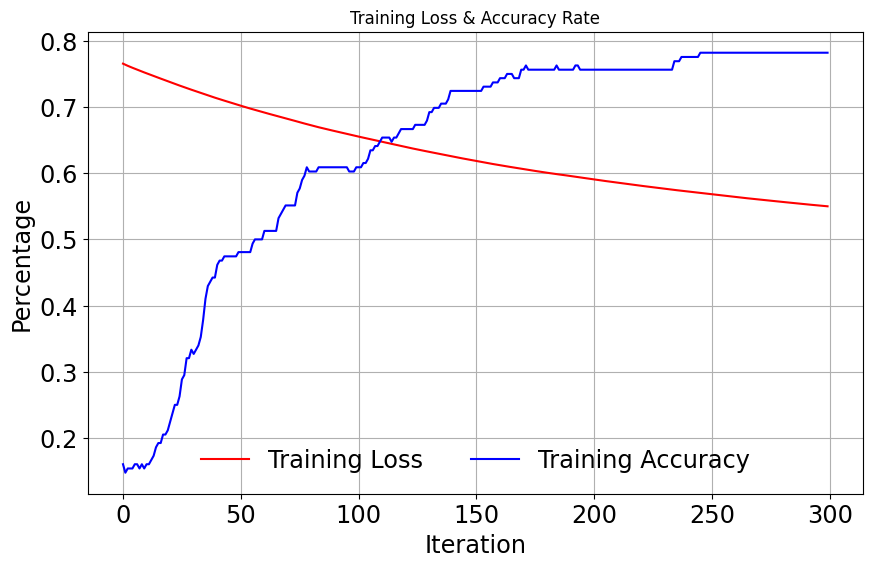 Training Loss & Accuracy Rate
0.8
0.7
0.6
0.5
0.4
0.3
0.2
Percentage
Training Loss
Training Accuracy
0 50 100 150 200 250 300
Iteration